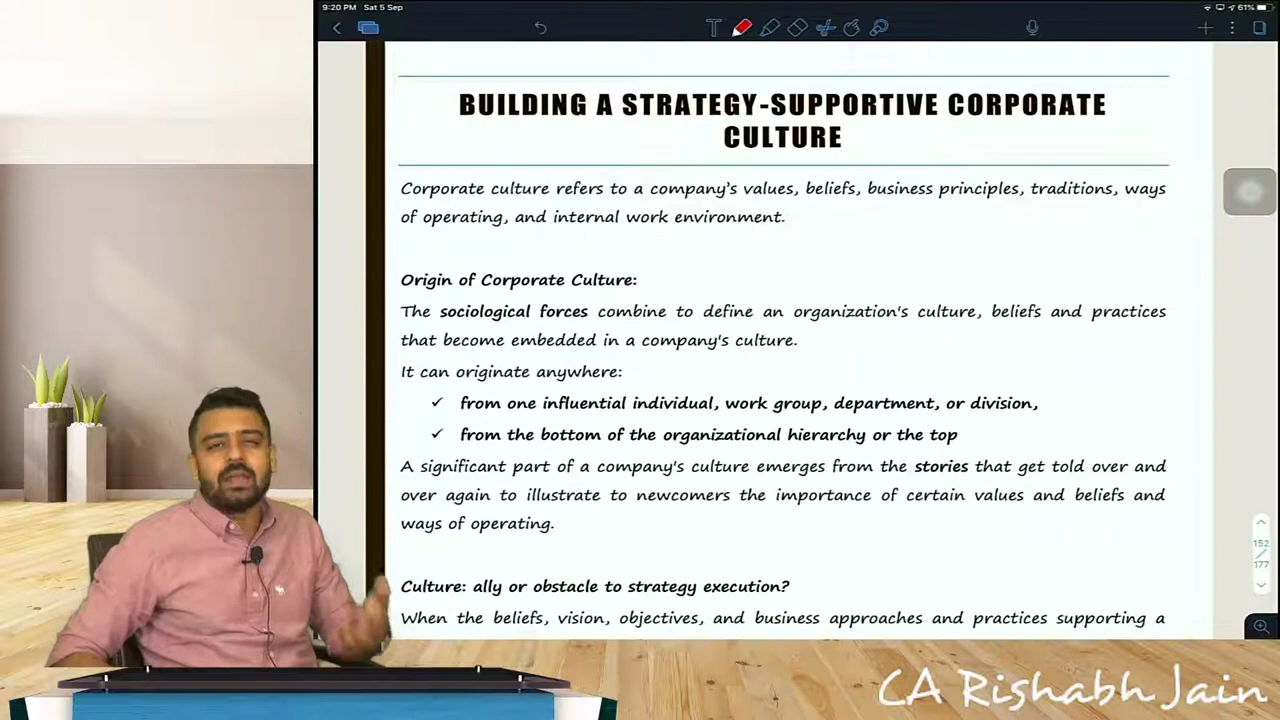 9:20 PM Sat 5 Sep
61%
BUILDING A STRATEGY-SUPPORTIVE CORPORATE
CULTURE
Corporate culture refers to a company's values, beliefs, business principles, traditions, ways
of operating, and internal work environment.
Origin of Corporate Culture:
The sociological forces combine to define an organization's culture, beliefs and practices
that become embedded in a company's culture.
It can originate anywhere:
✓ from one influential individual, work group, department, or division,
✓ from the bottom of the organizational hierarchy or the top
A significant part of a company's culture emerges from the stories that get told over and
over again to illustrate to newcomers the importance of certain values and beliefs and
ways of operating.
152
/
177
Culture: ally or obstacle to strategy execution?
When the beliefs, vision, objectives, and business approaches and practices supporting a
CA Rishabh Jain